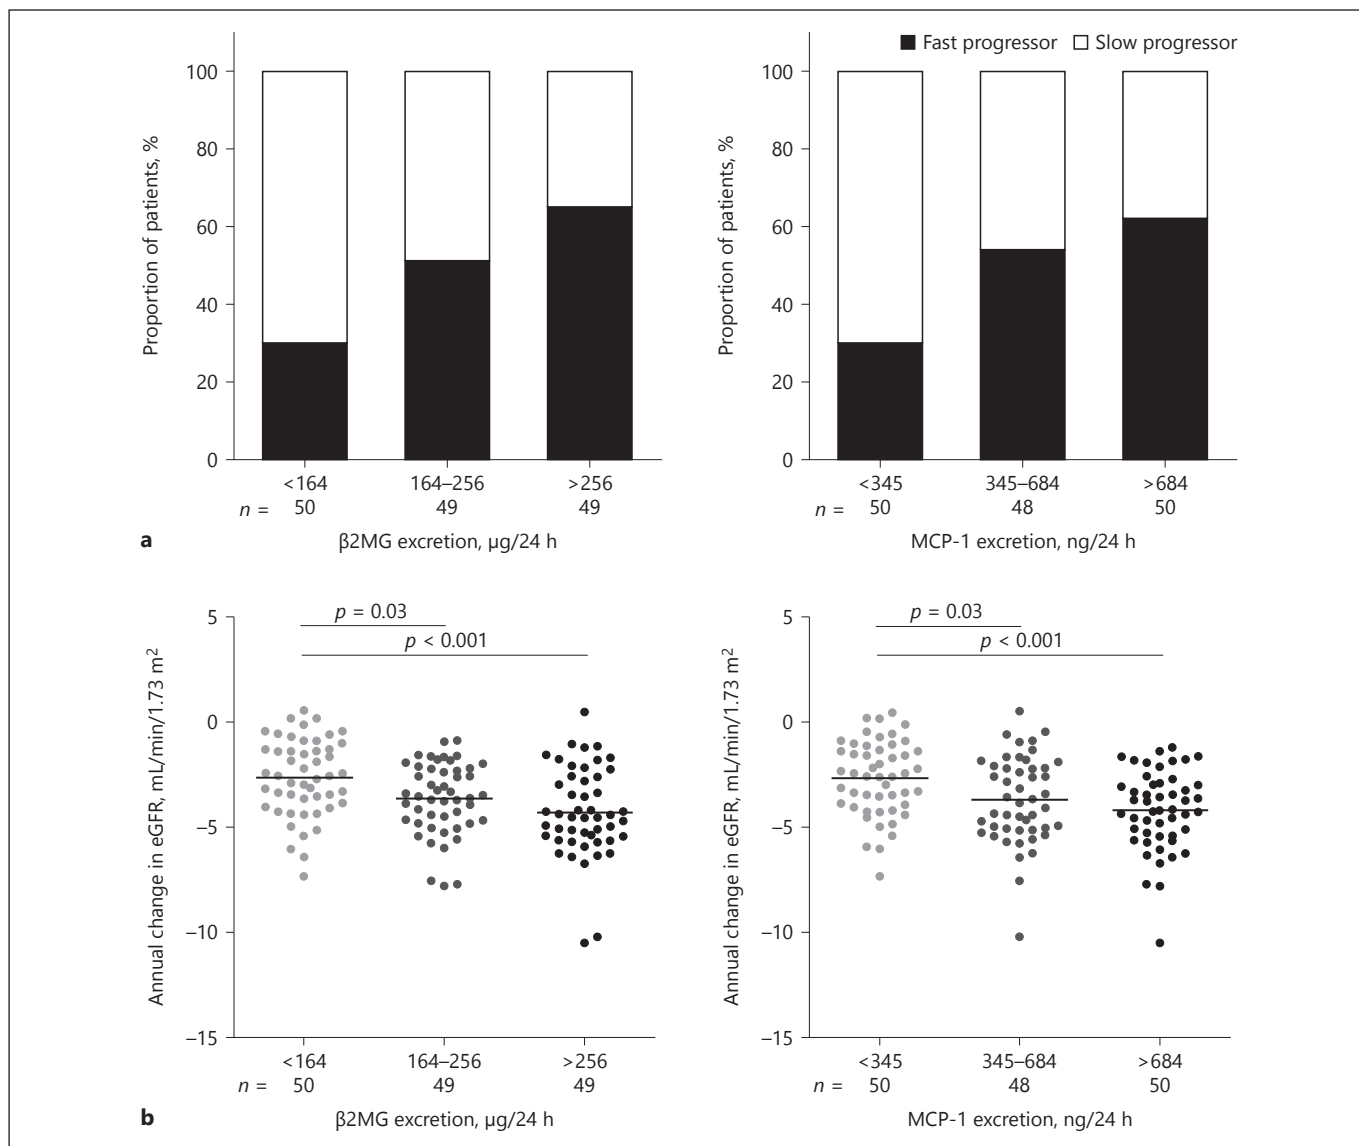 Fast progressor Slow progressor
100
80
60
40
20
0
Proportion of patients, %
<164 164–256 >256
n = 50 49 49
β2MG excretion, µg/24 h
100
80
60
40
20
0
Proportion of patients, %
<345 345–684 >684
n = 50 48 50
MCP-1 excretion, ng/24 h
a
5
0
–5
–10
–15
Annual change in eGFR, mL/min/1.73 m²
p = 0.03
p < 0.001
<164 164–256 >256
n = 50 49 49
β2MG excretion, µg/24 h
5
0
–5
–10
–15
Annual change in eGFR, mL/min/1.73 m²
p = 0.03
p < 0.001
<345 345–684 >684
n = 50 48 50
MCP-1 excretion, ng/24 h
b